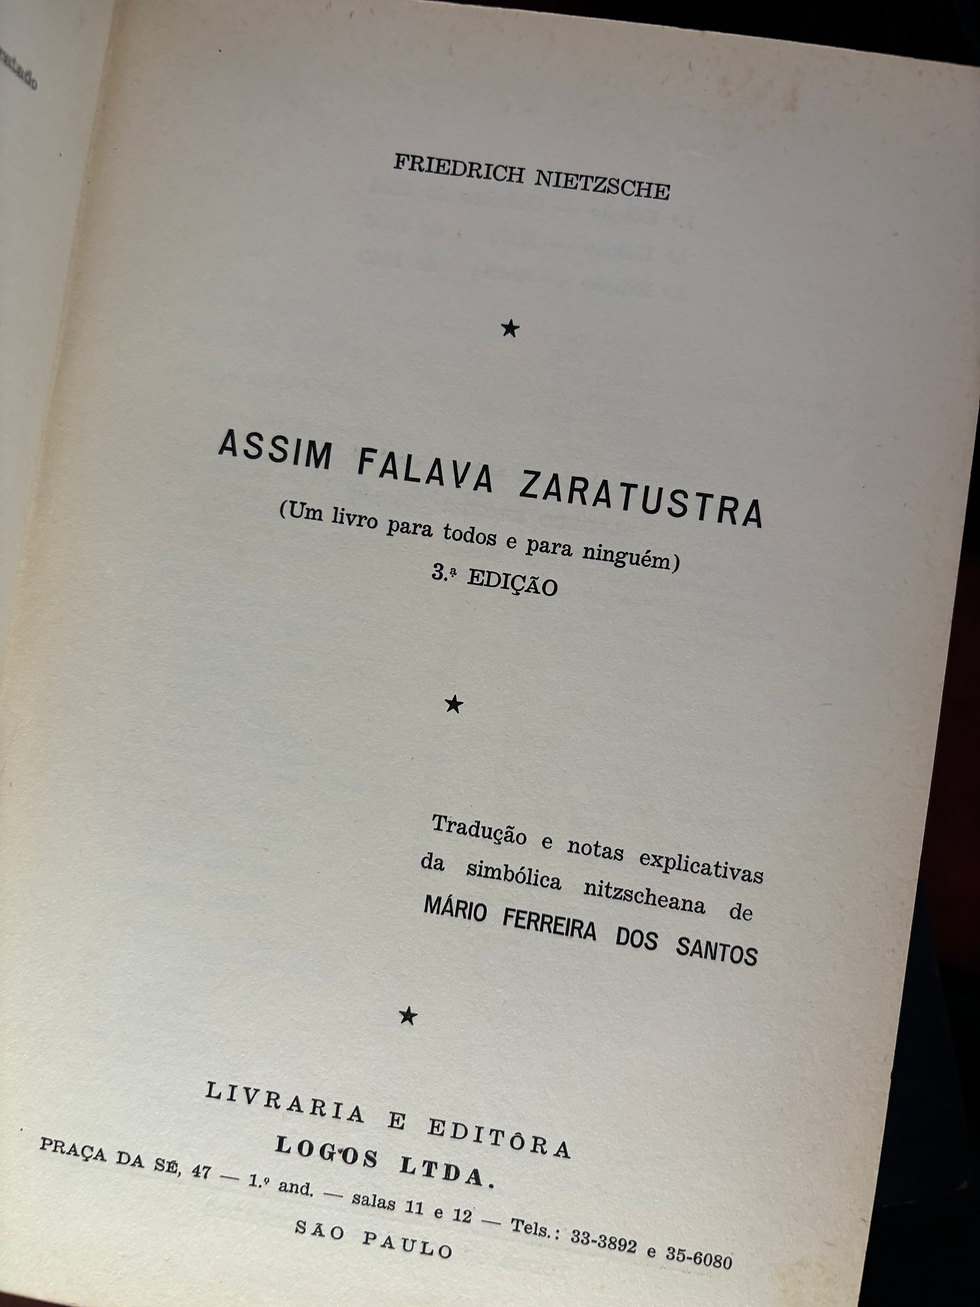 FRIEDRICH NIETZSCHE
★
ASSIM FALAVA ZARATUSTRA
(Um livro para todos e para ninguém)
3.ª EDIÇÃO
★
Tradução e notas explicativas
da simbólica nitzscheana de
MÁRIO FERREIRA DOS SANTOS
★
LIVRARIA E EDITÔRA
LOGOS LTDA.
PRAÇA DA SÉ, 47 — 1.º and. — salas 11 e 12 — Tels.: 33-3892 e 35-6080
SÃO PAULO